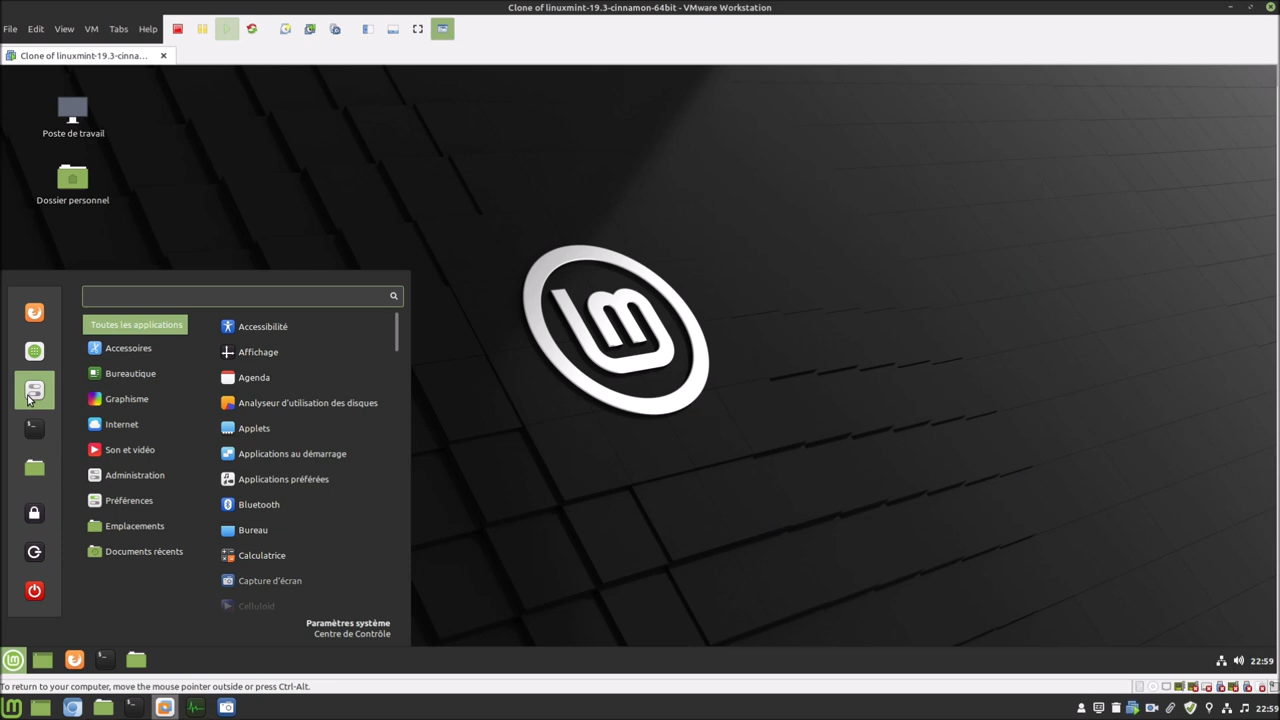 Clone of linuxmint-19.3-cinnamon-64bit - VMware Workstation
File Edit View VM Tabs Help
Clone of linuxmint-19.3-cinna...
Poste de travail
Dossier personnel
Toutes les applications
Accessoires
Bureautique
Graphisme
Internet
Son et vidéo
Administration
Préférences
Emplacements
Documents récents
Accessibilité
Affichage
Agenda
Analyseur d'utilisation des disques
Applets
Applications au démarrage
Applications préférées
Bluetooth
Bureau
Calculatrice
Capture d'écran
Celluloid
Paramètres système
Centre de Contrôle
22:59
To return to your computer, move the mouse pointer outside or press Ctrl-Alt.
22:59